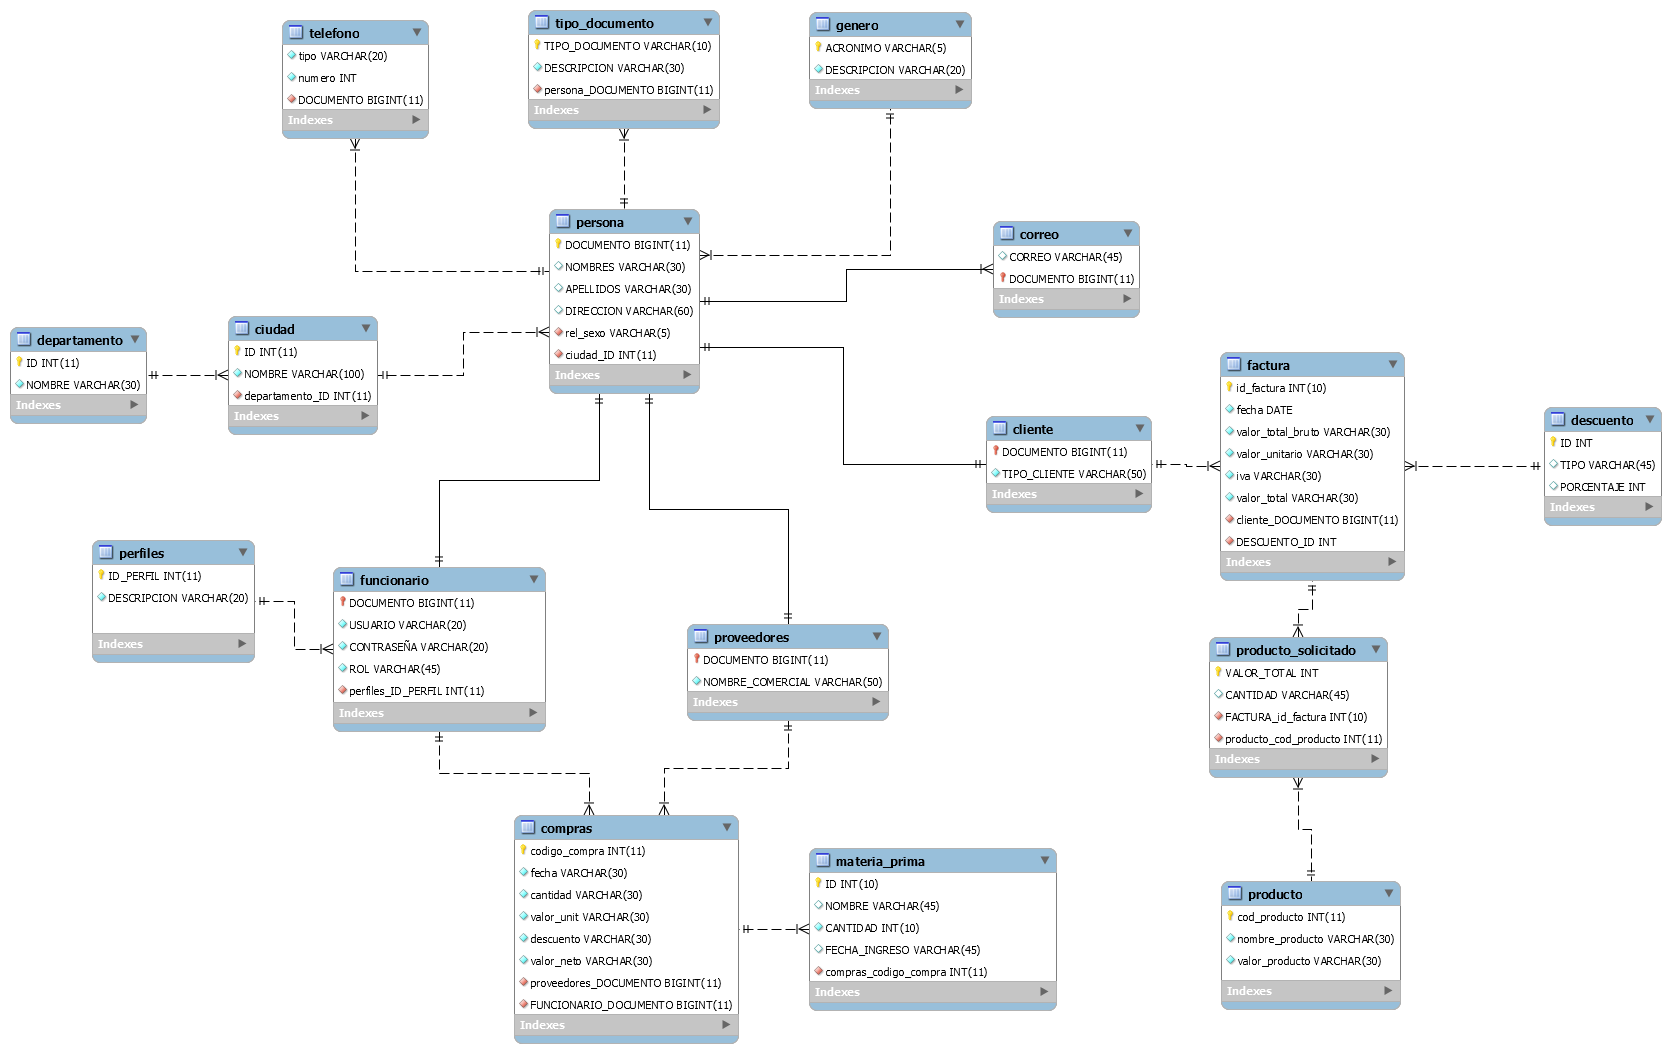 telefono
tipo VARCHAR(20)
numero INT
DOCUMENTO BIGINT(11)
Indexes
tipo_documento
TIPO_DOCUMENTO VARCHAR(10)
DESCRIPCION VARCHAR(30)
persona_DOCUMENTO BIGINT(11)
Indexes
genero
ACRONIMO VARCHAR(5)
DESCRIPCION VARCHAR(20)
Indexes
persona
DOCUMENTO BIGINT(11)
NOMBRES VARCHAR(30)
APELLIDOS VARCHAR(30)
DIRECCION VARCHAR(60)
rel_sexo VARCHAR(5)
ciudad_ID INT(11)
Indexes
correo
CORREO VARCHAR(45)
DOCUMENTO BIGINT(11)
Indexes
departamento
ID INT(11)
NOMBRE VARCHAR(30)
Indexes
ciudad
ID INT(11)
NOMBRE VARCHAR(100)
departamento_ID INT(11)
Indexes
cliente
DOCUMENTO BIGINT(11)
TIPO_CLIENTE VARCHAR(50)
Indexes
factura
id_factura INT(10)
fecha DATE
valor_total_bruto VARCHAR(30)
valor_unitario VARCHAR(30)
iva VARCHAR(30)
valor_total VARCHAR(30)
cliente_DOCUMENTO BIGINT(11)
DESCUENTO_ID INT
Indexes
descuento
ID INT
TIPO VARCHAR(45)
PORCENTAJE INT
Indexes
perfiles
ID_PERFIL INT(11)
DESCRIPCION VARCHAR(20)
Indexes
funcionario
DOCUMENTO BIGINT(11)
USUARIO VARCHAR(20)
CONTRASEÑA VARCHAR(20)
ROL VARCHAR(45)
perfiles_ID_PERFIL INT(11)
Indexes
proveedores
DOCUMENTO BIGINT(11)
NOMBRE_COMERCIAL VARCHAR(50)
Indexes
producto_solicitado
VALOR_TOTAL INT
CANTIDAD VARCHAR(45)
FACTURA_id_factura INT(10)
producto_cod_producto INT(11)
Indexes
compras
codigo_compra INT(11)
fecha VARCHAR(30)
cantidad VARCHAR(30)
valor_unit VARCHAR(30)
descuento VARCHAR(30)
valor_neto VARCHAR(30)
proveedores_DOCUMENTO BIGINT(11)
FUNCIONARIO_DOCUMENTO BIGINT(11)
Indexes
materia_prima
ID INT(10)
NOMBRE VARCHAR(45)
CANTIDAD INT(10)
FECHA_INGRESO VARCHAR(45)
compras_codigo_compra INT(11)
Indexes
producto
cod_producto INT(11)
nombre_producto VARCHAR(30)
valor_producto VARCHAR(30)
Indexes